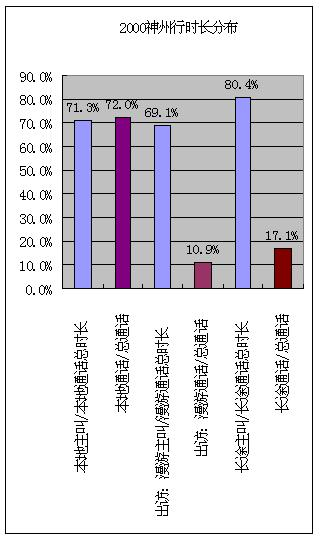 2000神州行时长分布
90.0%
80.0%
70.0%
60.0%
50.0%
40.0%
30.0%
20.0%
10.0%
0.0%
71.3%
72.0%
69.1%
10.9%
80.4%
17.1%
本地主叫/本地通话总时长
本地通话/总通话
出访：漫游主叫/漫游通话总时长
出访：漫游通话/总通话
长途主叫/长途通话总时长
长途通话/总通话